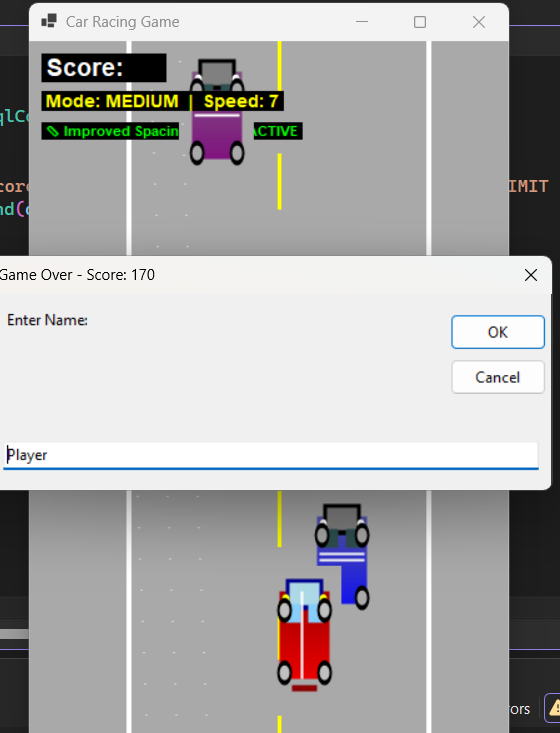 Car Racing Game
Score:
Mode: MEDIUM | Speed: 7
Improved Spacin
ACTIVE
IMIT
Game Over - Score: 170
Enter Name:
OK
Cancel
Player